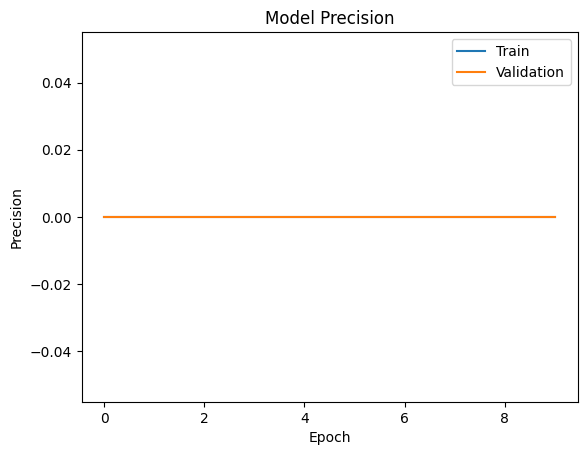 Model Precision
Train
Validation
0.04
0.02
0.00
−0.02
−0.04
Precision
0
2
4
6
8
Epoch